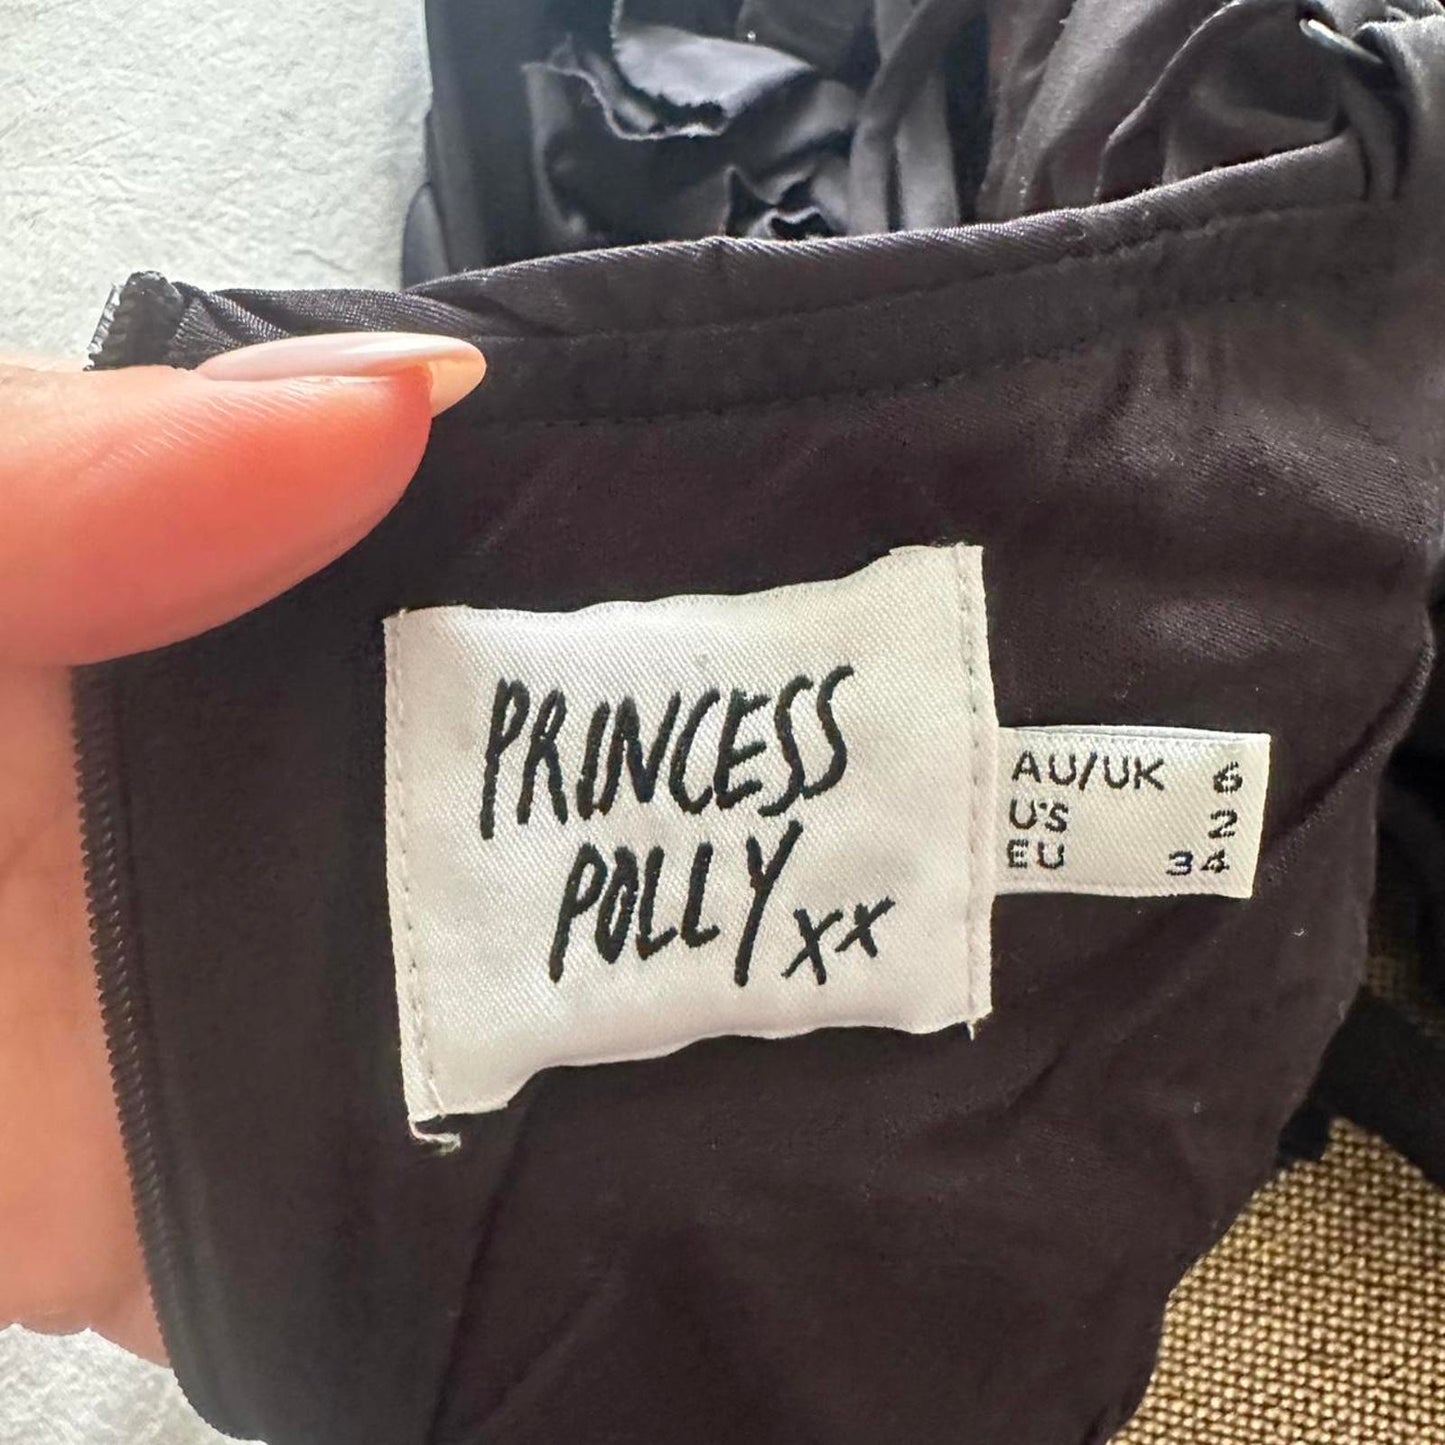 PRINCESS
POLLY xx
AU/UK 6
US 2
EU 34